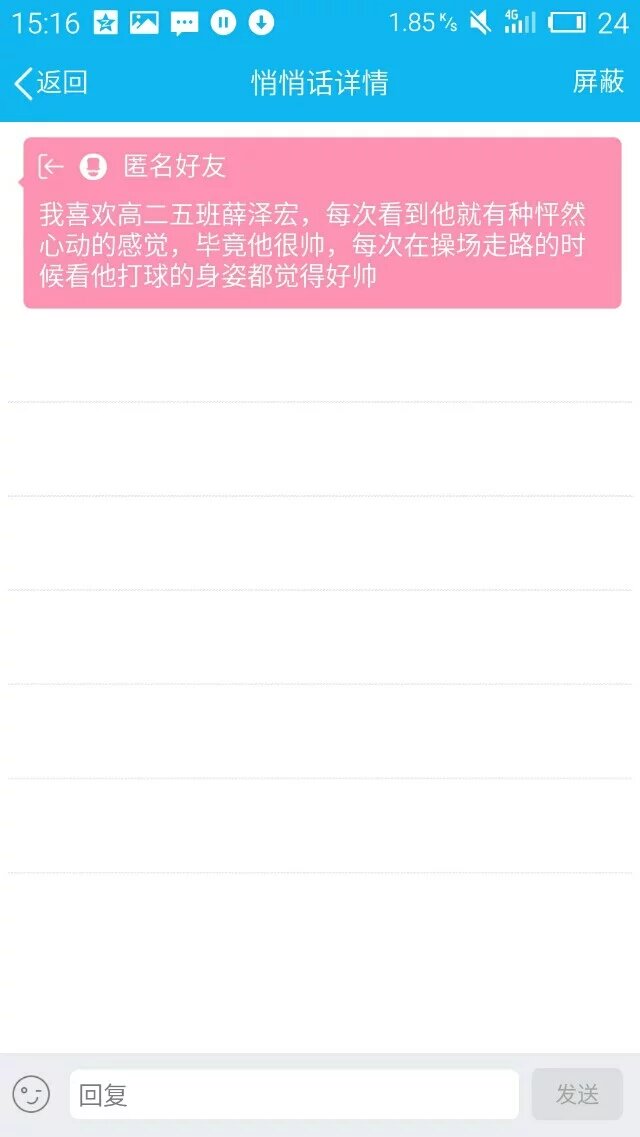 15:16 1.85 K/s 4G 24
返回 悄悄话详情 屏蔽
匿名好友
我喜欢高二五班薛泽宏，每次看到他就有种怦然
心动的感觉，毕竟他很帅，每次在操场走路的时
候看他打球的身姿都觉得好帅
回复 发送